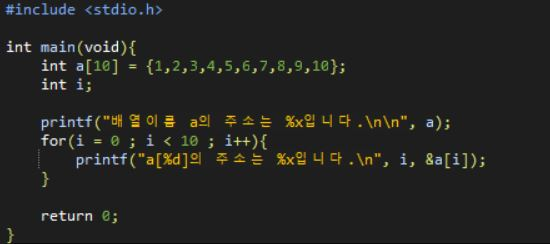 #include <stdio.h>
int main(void){
int a[10] = {1,2,3,4,5,6,7,8,9,10};
int i;
printf("배열이름 a의 주소는 %x입니다.\n\n", a);
for(i = 0 ; i < 10 ; i++){
printf("a[%d]의 주소는 %x입니다.\n", i, &a[i]);
}
return 0;
}